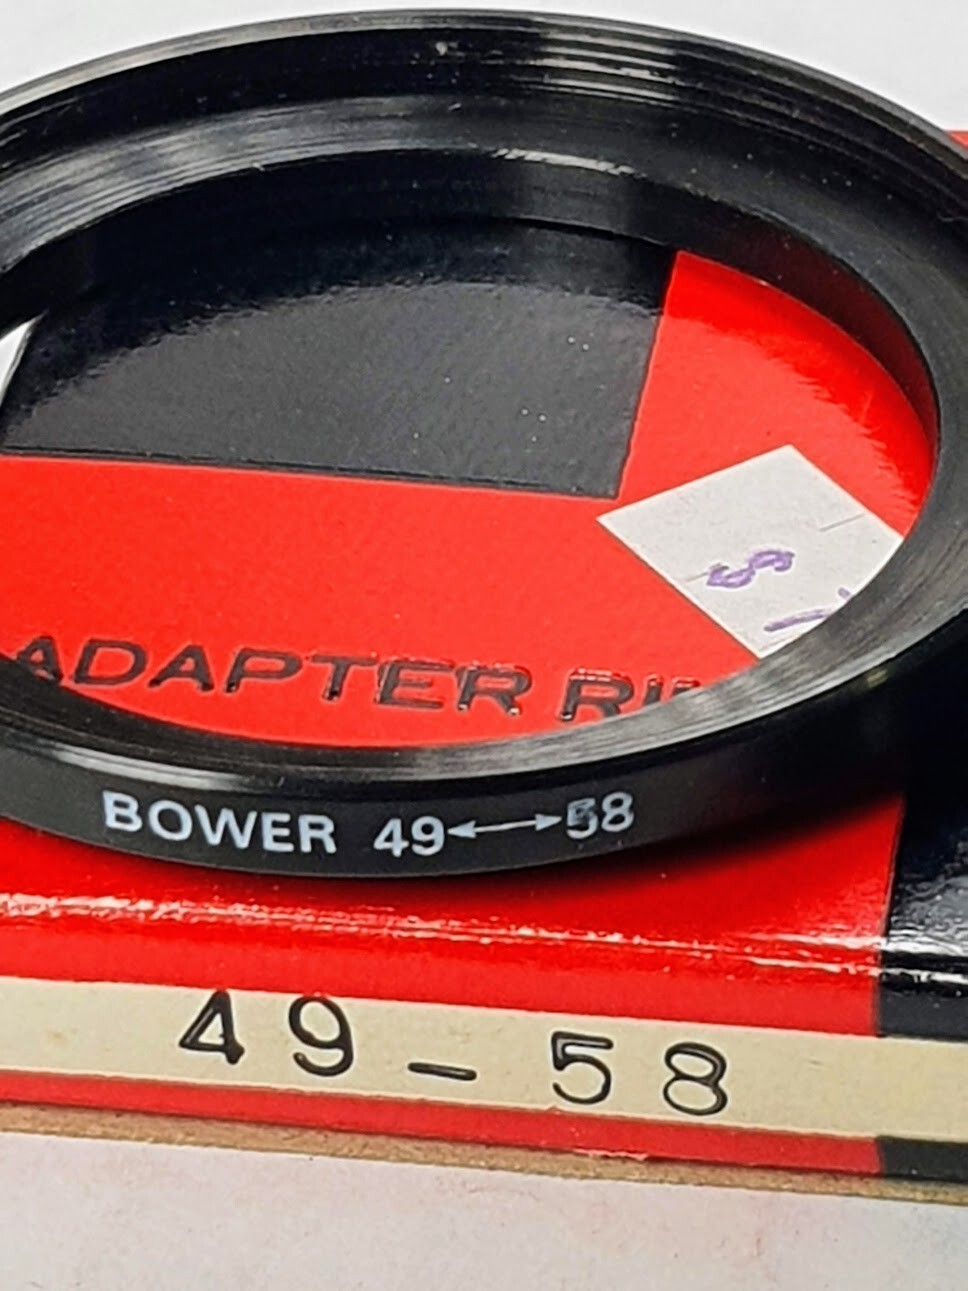 $
ADAPTER RI
BOWER 49↔58
49-58